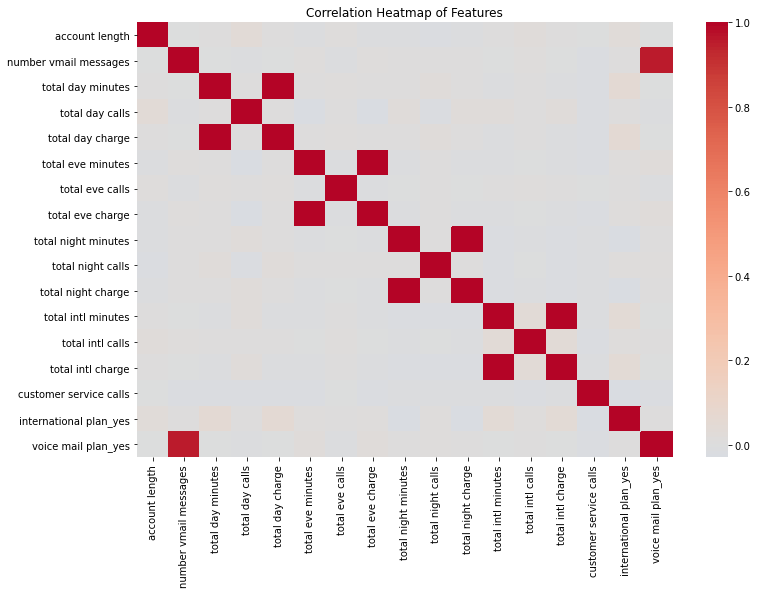 Correlation Heatmap of Features
account length
number vmail messages
total day minutes
total day calls
total day charge
total eve minutes
total eve calls
total eve charge
total night minutes
total night calls
total night charge
total intl minutes
total intl calls
total intl charge
customer service calls
international plan_yes
voice mail plan_yes
account length
number vmail messages
total day minutes
total day calls
total day charge
total eve minutes
total eve calls
total eve charge
total night minutes
total night calls
total night charge
total intl minutes
total intl calls
total intl charge
customer service calls
international plan_yes
voice mail plan_yes
1.0
0.8
0.6
0.4
0.2
0.0